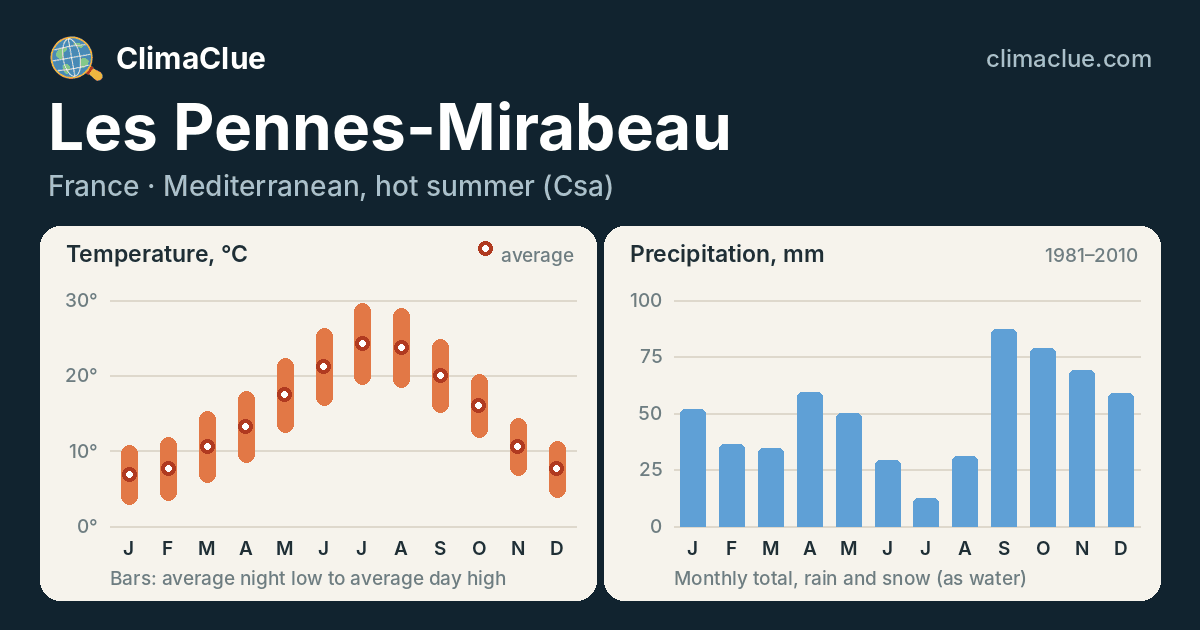 ClimaClue
climaclue.com
Les Pennes-Mirabeau
France · Mediterranean, hot summer (Csa)
Temperature, °C
average
30°
20°
10°
0°
J F M A M J J A S O N D
Bars: average night low to average day high
Precipitation, mm
1981–2010
100
75
50
25
0
J F M A M J J A S O N D
Monthly total, rain and snow (as water)